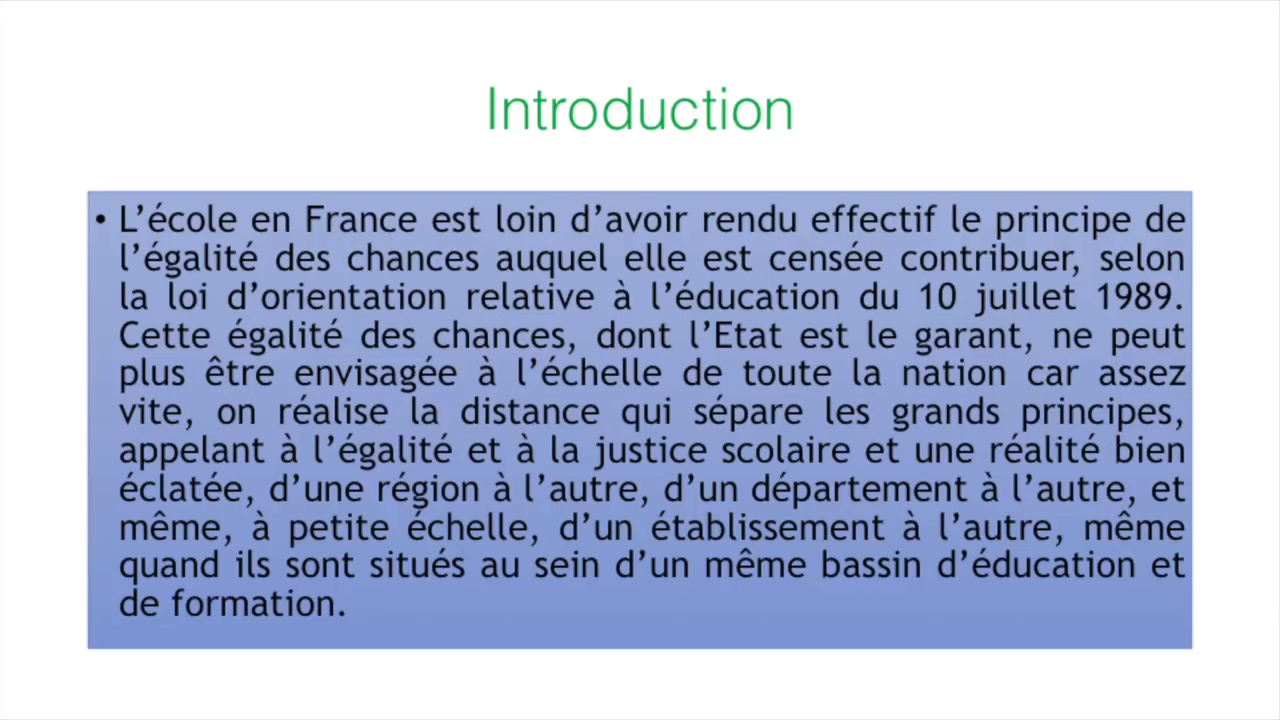 Introduction
• L’école en France est loin d’avoir rendu effectif le principe de
l’égalité des chances auquel elle est censée contribuer, selon
la loi d’orientation relative à l’éducation du 10 juillet 1989.
Cette égalité des chances, dont l’Etat est le garant, ne peut
plus être envisagée à l’échelle de toute la nation car assez
vite, on réalise la distance qui sépare les grands principes,
appelant à l’égalité et à la justice scolaire et une réalité bien
éclatée, d’une région à l’autre, d’un département à l’autre, et
même, à petite échelle, d’un établissement à l’autre, même
quand ils sont situés au sein d’un même bassin d’éducation et
de formation.